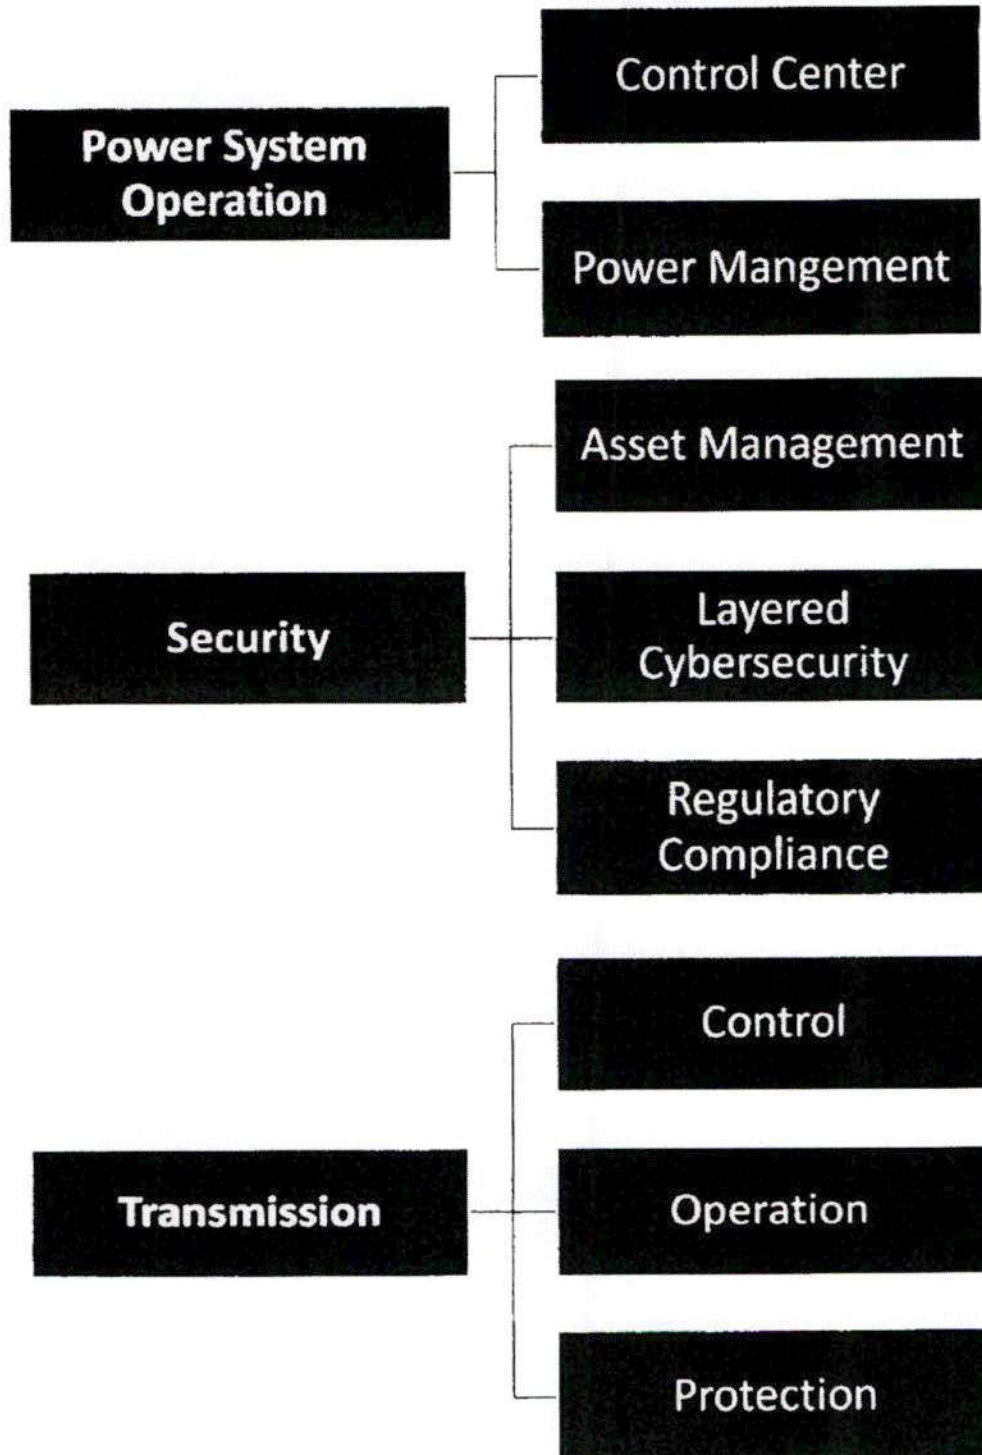 Power System
Operation
Control Center
Power Mangement
Security
Asset Management
Layered
Cybersecurity
Regulatory
Compliance
Transmission
Control
Operation
Protection